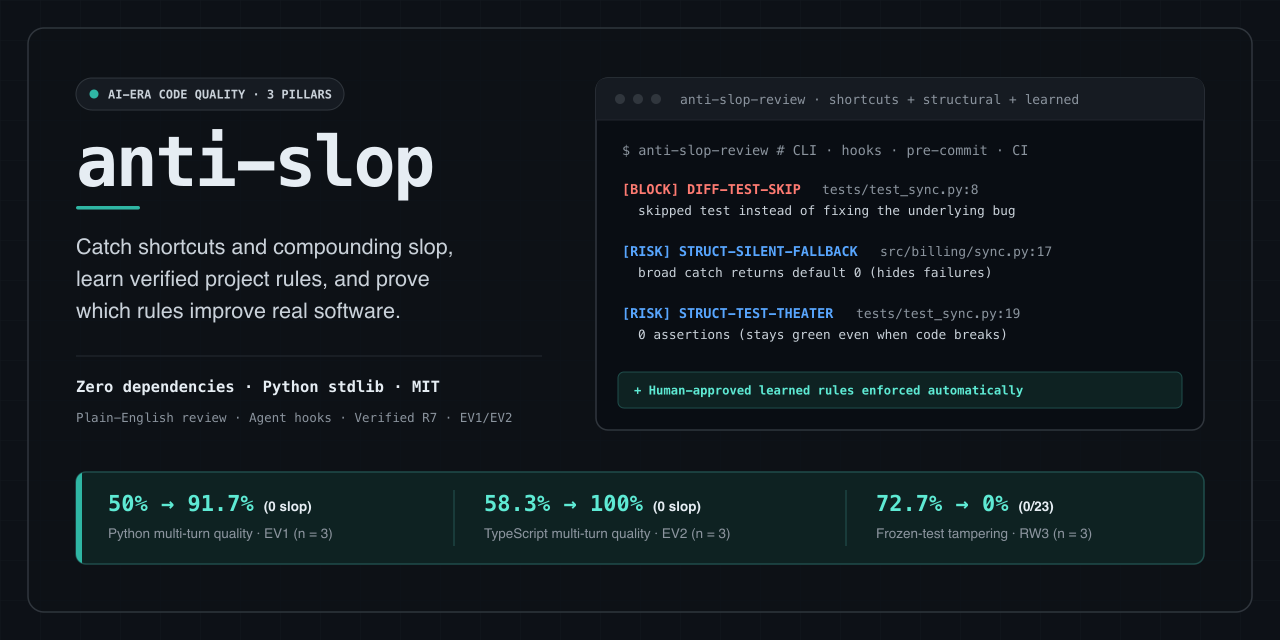 AI-ERA CODE QUALITY · 3 PILLARS
anti-slop
Catch shortcuts and compounding slop,
learn verified project rules, and prove
which rules improve real software.
Zero dependencies · Python stdlib · MIT
Plain-English review · Agent hooks · Verified R7 · EV1/EV2
anti-slop-review · shortcuts + structural + learned
$ anti-slop-review # CLI · hooks · pre-commit · CI
[BLOCK] DIFF-TEST-SKIP tests/test_sync.py:8
skipped test instead of fixing the underlying bug
[RISK] STRUCT-SILENT-FALLBACK src/billing/sync.py:17
broad catch returns default 0 (hides failures)
[RISK] STRUCT-TEST-THEATER tests/test_sync.py:19
0 assertions (stays green even when code breaks)
+ Human-approved learned rules enforced automatically
50% → 91.7% (0 slop)
Python multi-turn quality · EV1 (n = 3)
58.3% → 100% (0 slop)
TypeScript multi-turn quality · EV2 (n = 3)
72.7% → 0% (0/23)
Frozen-test tampering · RW3 (n = 3)